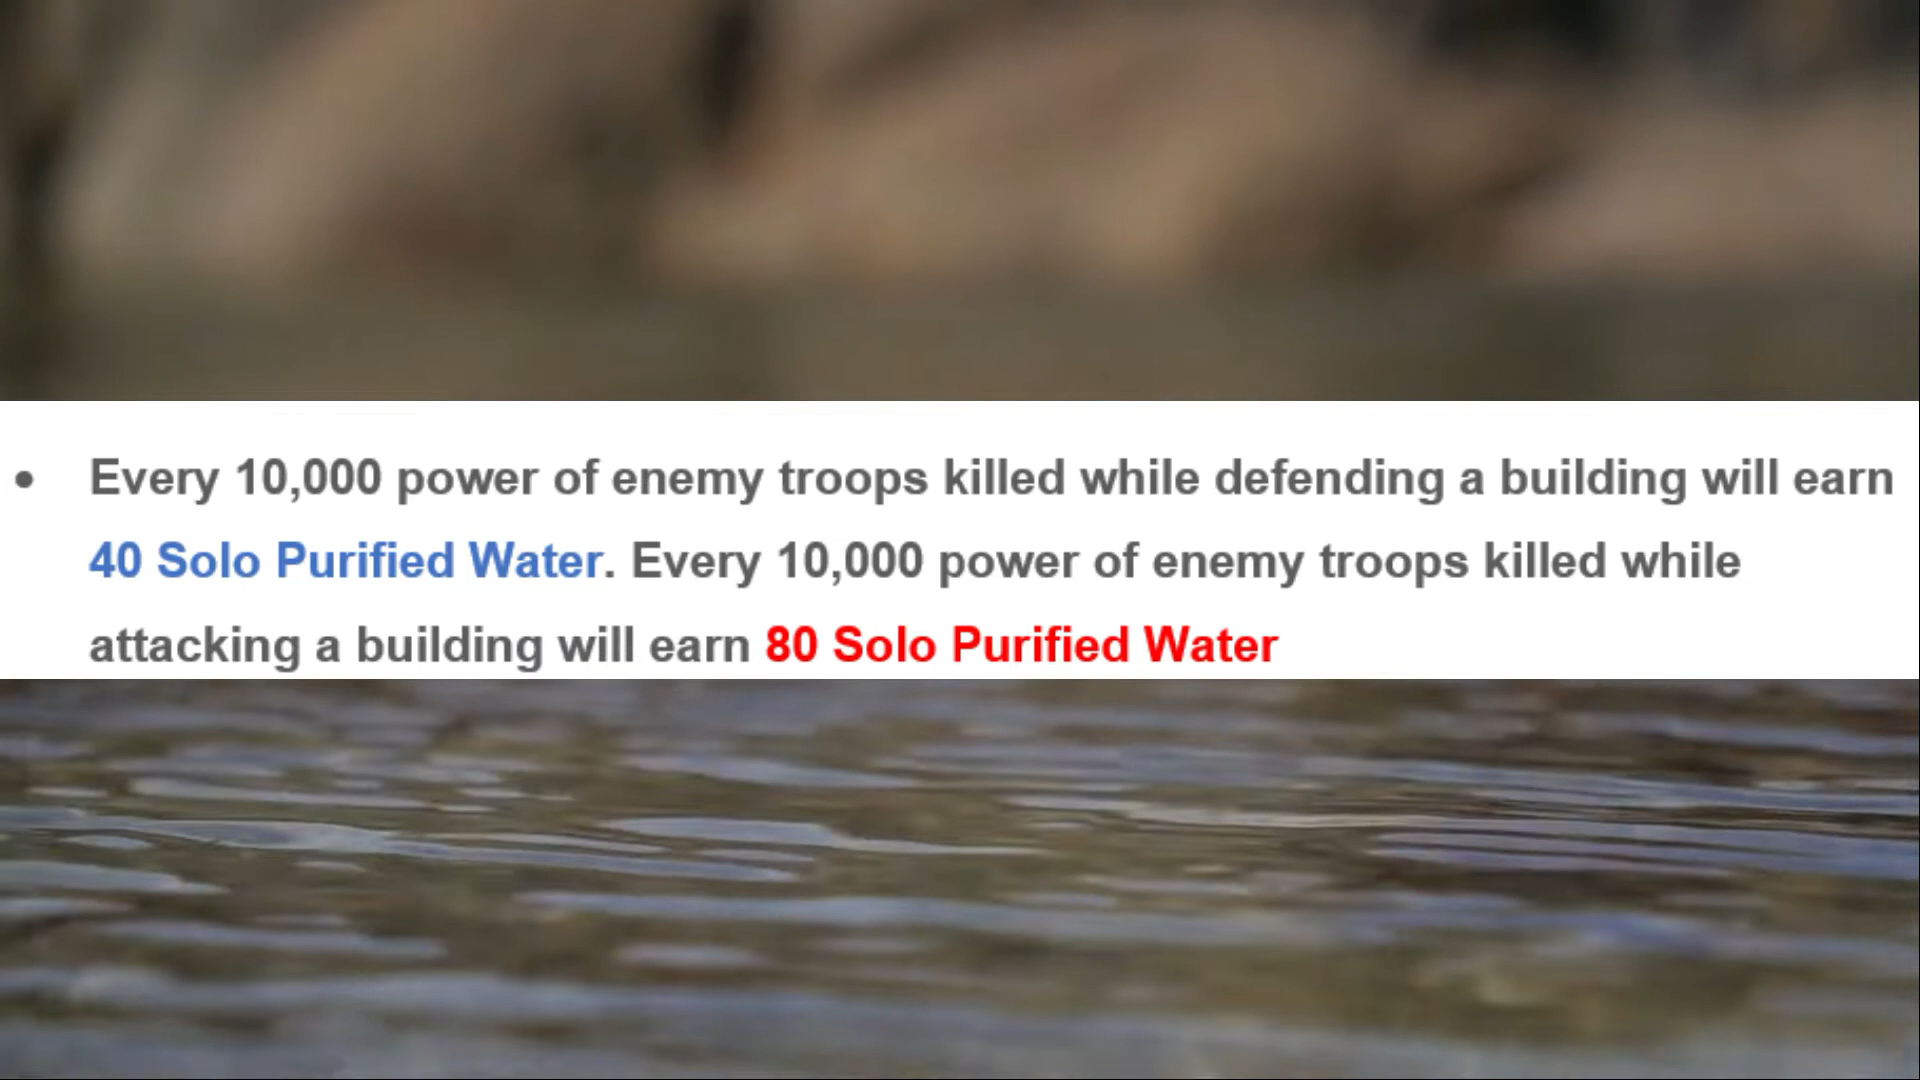 • Every 10,000 power of enemy troops killed while defending a building will earn
40 Solo Purified Water. Every 10,000 power of enemy troops killed while
attacking a building will earn 80 Solo Purified Water